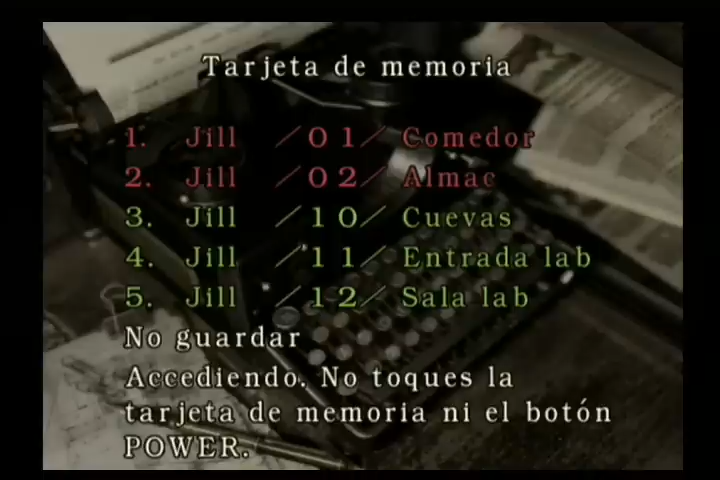 Tarjeta de memoria
1. Jill ／01／ Comedor
2. Jill ／02／ Almac
3. Jill ／10／ Cuevas
4. Jill ／11／ Entrada lab
5. Jill ／12／ Sala lab
No guardar
Accediendo. No toques la
tarjeta de memoria ni el botón
POWER.